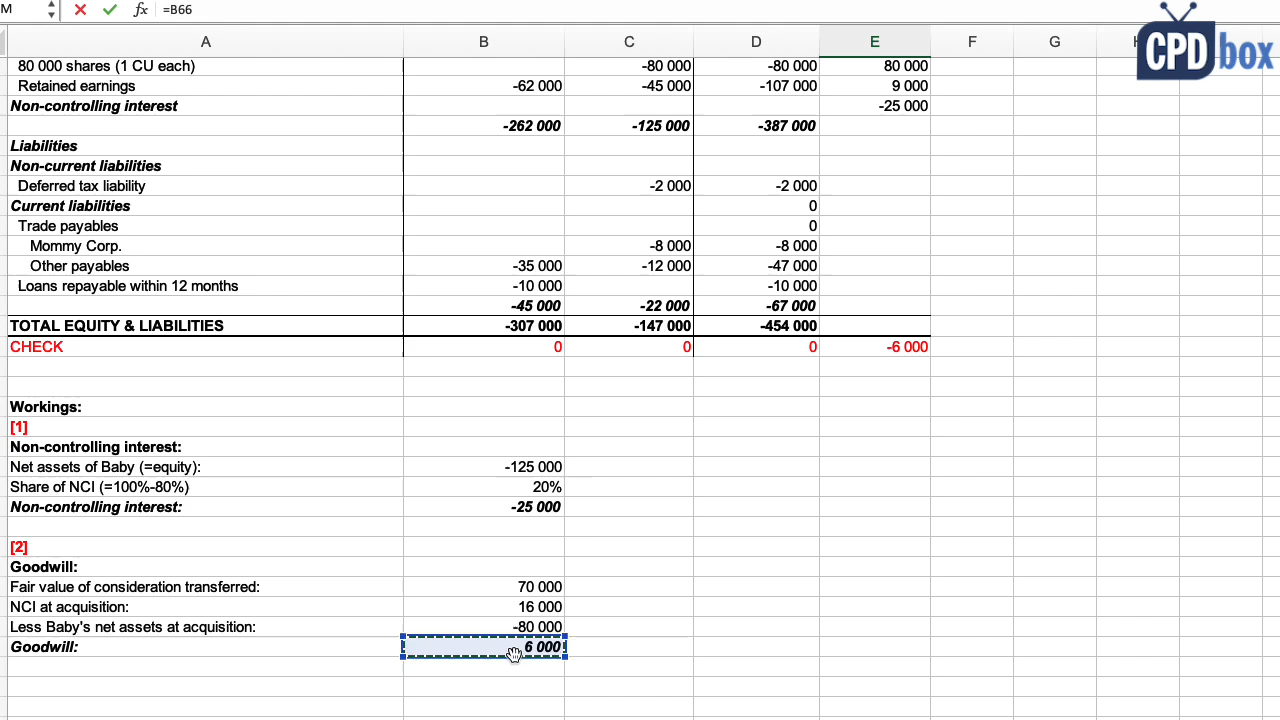 M fx =B66
A B C D E F G H
80 000 shares (1 CU each) -80 000 -80 000 80 000
Retained earnings -62 000 -45 000 -107 000 9 000
Non-controlling interest -25 000
-262 000 -125 000 -387 000
Liabilities
Non-current liabilities
Deferred tax liability -2 000 -2 000
Current liabilities 0
Trade payables 0
Mommy Corp. -8 000 -8 000
Other payables -35 000 -12 000 -47 000
Loans repayable within 12 months -10 000 -10 000
-45 000 -22 000 -67 000
TOTAL EQUITY & LIABILITIES -307 000 -147 000 -454 000
CHECK 0 0 0 -6 000
Workings:
[1]
Non-controlling interest:
Net assets of Baby (=equity): -125 000
Share of NCI (=100%-80%) 20%
Non-controlling interest: -25 000
[2]
Goodwill:
Fair value of consideration transferred: 70 000
NCI at acquisition: 16 000
Less Baby's net assets at acquisition: -80 000
Goodwill: 6 000
CPDbox